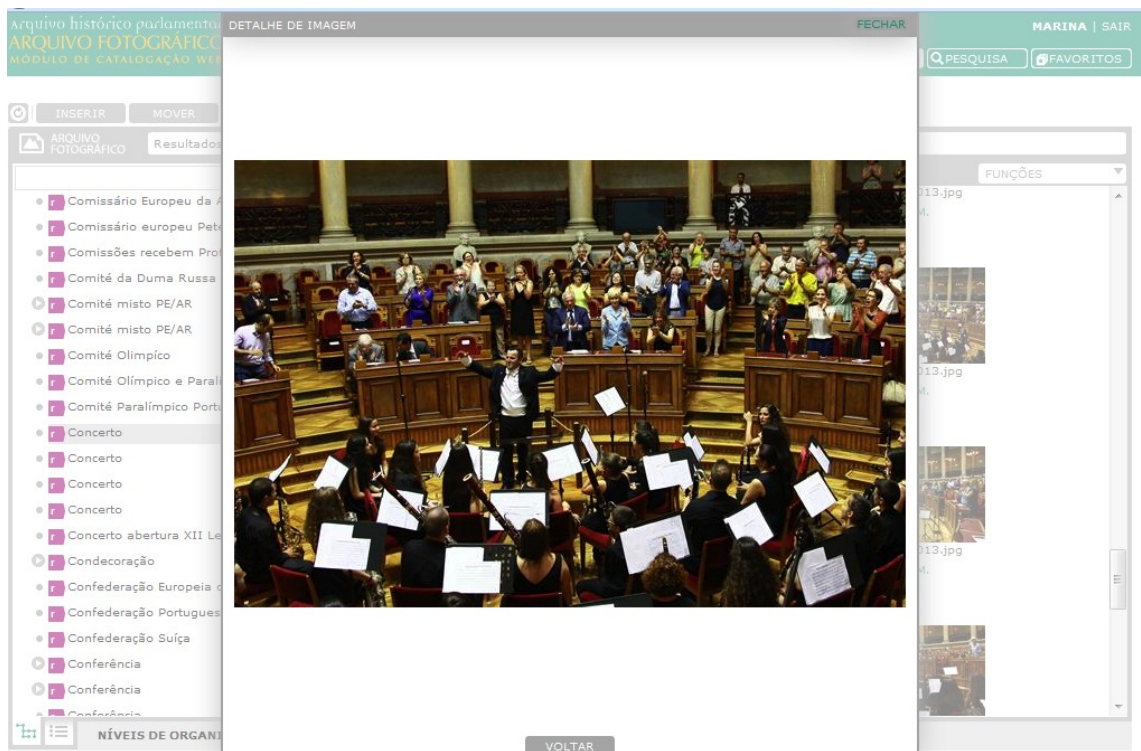 Arquivo histórico parlamentar
ARQUIVO FOTOGRÁFICO
MÓDULO DE CATALOGAÇÃO WEB
DETALHE DE IMAGEM
FECHAR
MARINA | SAIR
PESQUISA
FAVORITOS
INSERIR
MOVER
ARQUIVO
FOTOGRÁFICO
Resultados
FUNÇÕES
Comissário Europeu da A
Comissário europeu Pete
Comissões recebem Prof
Comité da Duma Russa
Comité misto PE/AR
Comité misto PE/AR
Comité Olimpíco
Comité Olímpico e Parali
Comité Paralímpico Portu
Concerto
Concerto
Concerto
Concerto
Concerto abertura XII Le
Condecoração
Confederação Europeia d
Confederação Portugues
Confederação Suíça
Conferência
Conferência
Conferência
013.jpg
M.
013.jpg
M.
013.jpg
M.
NÍVEIS DE ORGANI
VOLTAR